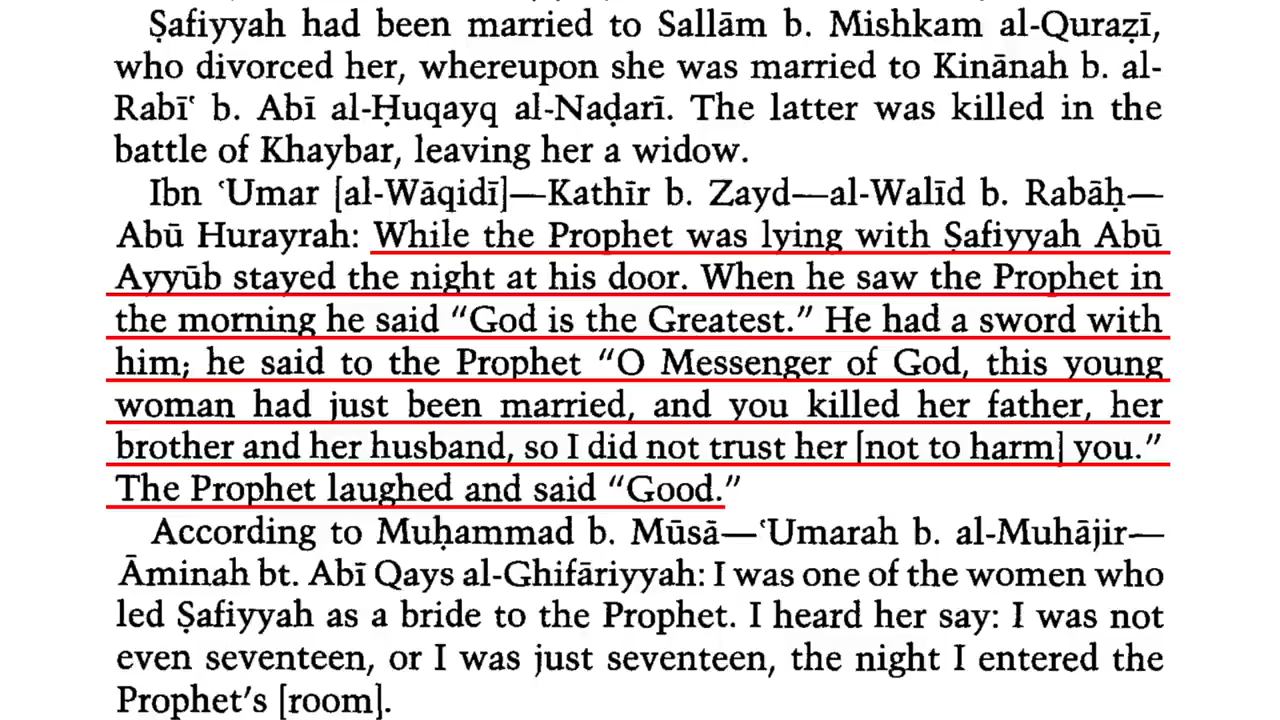 Ṣafiyyah had been married to Sallām b. Mishkam al-Quraẓī,
who divorced her, whereupon she was married to Kinānah b. al-
Rabīʿ b. Abī al-Ḥuqayq al-Naḍarī. The latter was killed in the
battle of Khaybar, leaving her a widow.
Ibn ʿUmar [al-Wāqidī]—Kathīr b. Zayd—al-Walīd b. Rabāḥ—
Abū Hurayrah: While the Prophet was lying with Ṣafiyyah Abū
Ayyūb stayed the night at his door. When he saw the Prophet in
the morning he said “God is the Greatest.” He had a sword with
him; he said to the Prophet “O Messenger of God, this young
woman had just been married, and you killed her father, her
brother and her husband, so I did not trust her [not to harm] you.”
The Prophet laughed and said “Good.”
According to Muḥammad b. Mūsā—ʿUmarah b. al-Muhājir—
Āminah bt. Abī Qays al-Ghifāriyyah: I was one of the women who
led Ṣafiyyah as a bride to the Prophet. I heard her say: I was not
even seventeen, or I was just seventeen, the night I entered the
Prophet's [room].